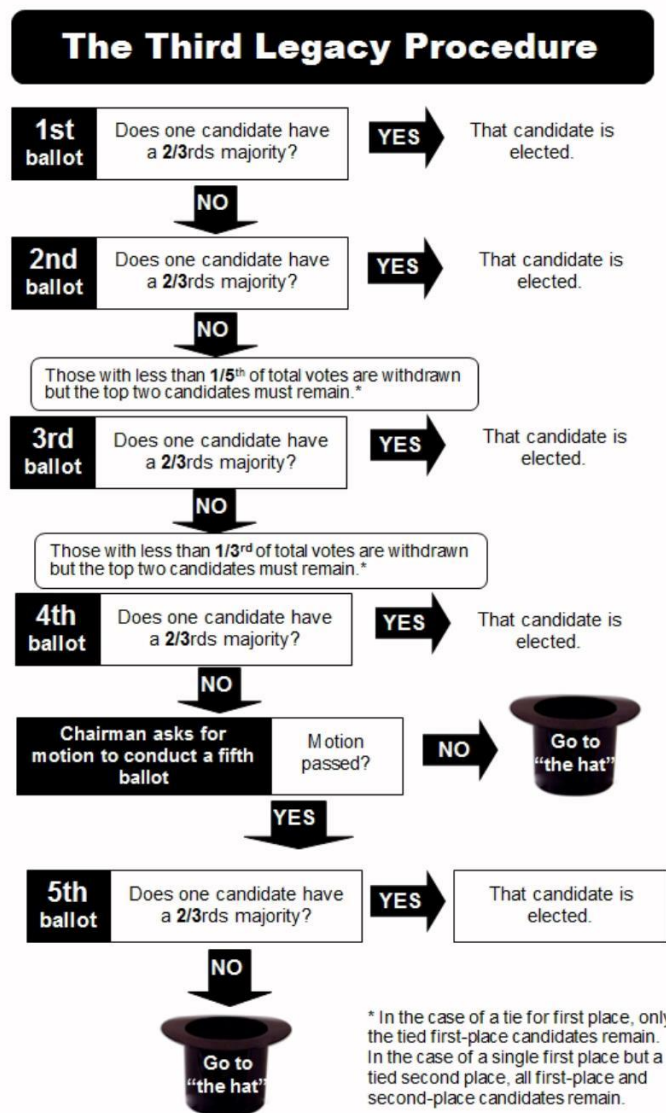 The Third Legacy Procedure
1st
ballot
Does one candidate have
a 2/3rds majority?
YES
That candidate is
elected.
NO
2nd
ballot
Does one candidate have
a 2/3rds majority?
YES
That candidate is
elected.
NO
Those with less than 1/5th of total votes are withdrawn
but the top two candidates must remain.*
3rd
ballot
Does one candidate have
a 2/3rds majority?
YES
That candidate is
elected.
NO
Those with less than 1/3rd of total votes are withdrawn
but the top two candidates must remain.*
4th
ballot
Does one candidate have
a 2/3rds majority?
YES
That candidate is
elected.
NO
Chairman asks for
motion to conduct a fifth
ballot
Motion
passed?
NO
Go to
"the hat"
YES
5th
ballot
Does one candidate have
a 2/3rds majority?
YES
That candidate is
elected.
NO
Go to
"the hat"
* In the case of a tie for first place, only
the tied first-place candidates remain.
In the case of a single first place but a
tied second place, all first-place and
second-place candidates remain.